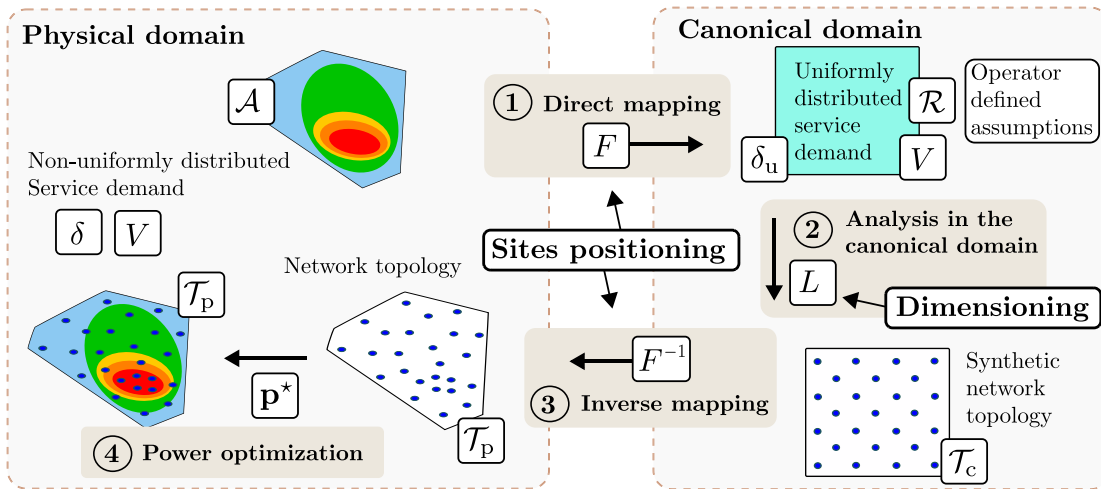 Physical domain
𝒜
Non-uniformly distributed
Service demand
δ
V
Network topology
𝒯p
p⋆
𝒯p
4 Power optimization
1 Direct mapping
F
Sites positioning
F−1
3 Inverse mapping
Canonical domain
Uniformly
distributed
service
demand
ℛ
δu
V
Operator
defined
assumptions
2 Analysis in the
canonical domain
L
Dimensioning
Synthetic
network
topology
𝒯c